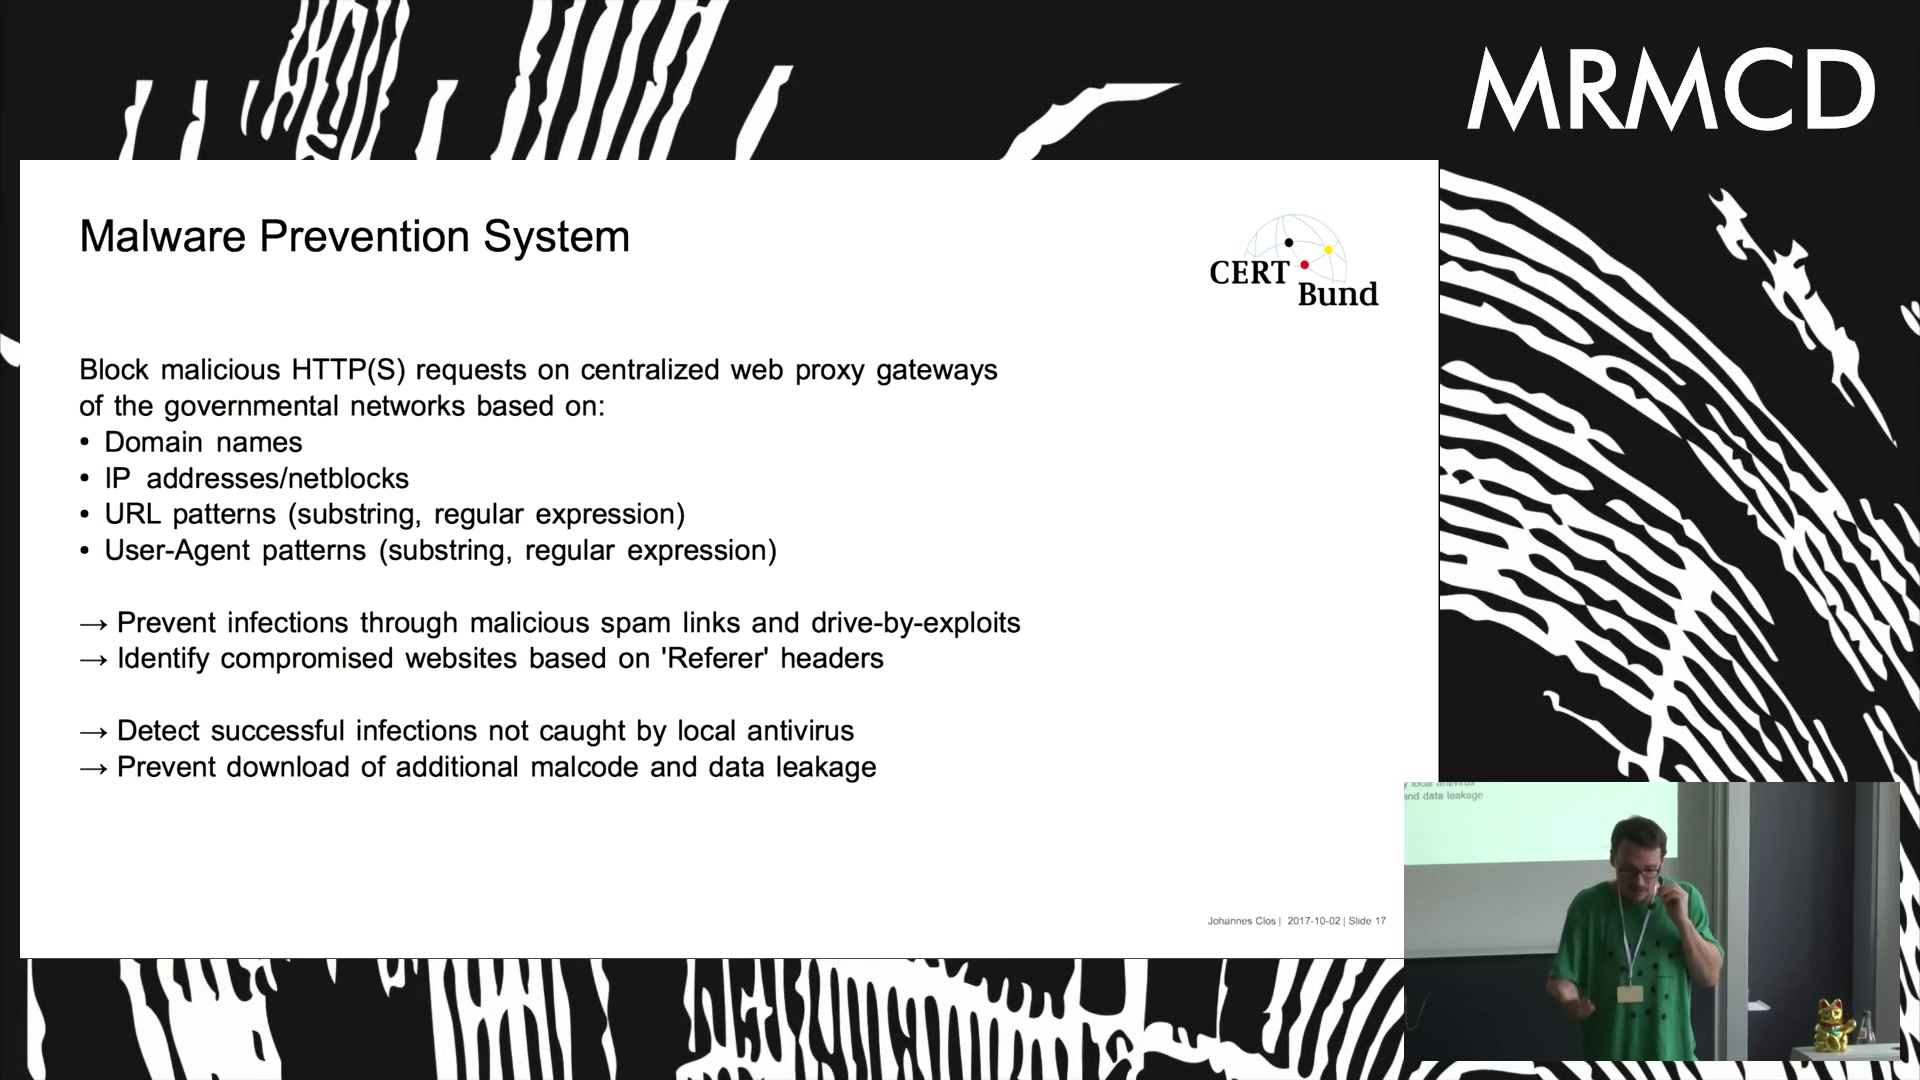 MRMCD
Malware Prevention System
CERT
Bund
Block malicious HTTP(S) requests on centralized web proxy gateways
of the governmental networks based on:
• Domain names
• IP addresses/netblocks
• URL patterns (substring, regular expression)
• User-Agent patterns (substring, regular expression)
→ Prevent infections through malicious spam links and drive-by-exploits
→ Identify compromised websites based on 'Referer' headers
→ Detect successful infections not caught by local antivirus
→ Prevent download of additional malcode and data leakage
Johannes Clos | 2017-10-02 | Slide 17
y local antivirus
and data leakage